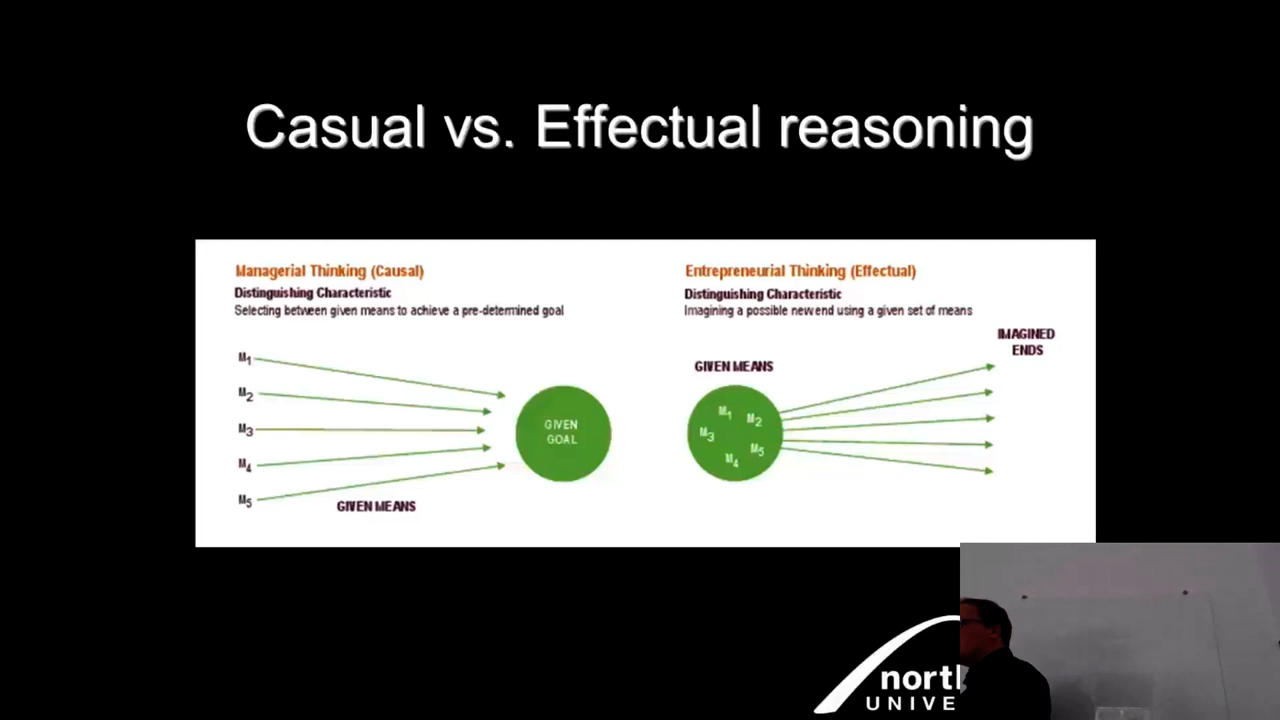 Casual vs. Effectual reasoning
Managerial Thinking (Causal)
Distinguishing Characteristic
Selecting between given means to achieve a pre-determined goal
M1
M2
M3
M4
M5
GIVEN
GOAL
GIVEN MEANS
Entrepreneurial Thinking (Effectual)
Distinguishing Characteristic
Imagining a possible new end using a given set of means
IMAGINED
ENDS
GIVEN MEANS
M1 M2
M3
M4 M5